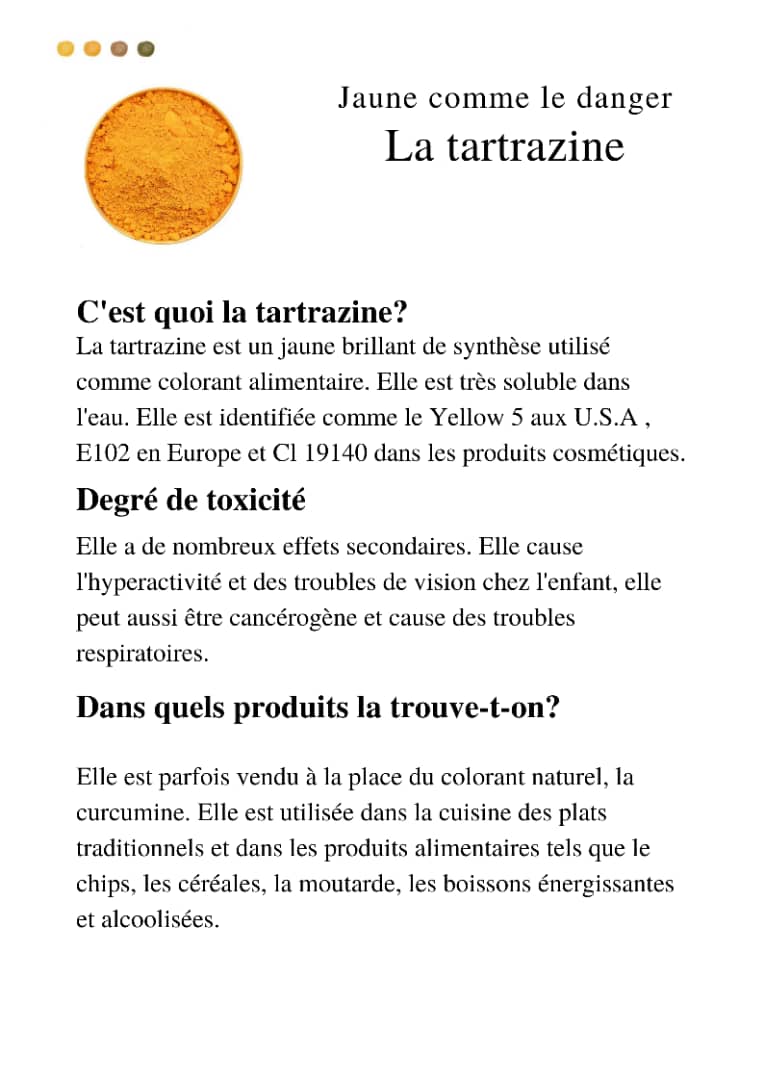 Jaune comme le danger
La tartrazine
C'est quoi la tartrazine?
La tartrazine est un jaune brillant de synthèse utilisé
comme colorant alimentaire. Elle est très soluble dans
l'eau. Elle est identifiée comme le Yellow 5 aux U.S.A ,
E102 en Europe et Cl 19140 dans les produits cosmétiques.
Degré de toxicité
Elle a de nombreux effets secondaires. Elle cause
l'hyperactivité et des troubles de vision chez l'enfant, elle
peut aussi être cancérogène et cause des troubles
respiratoires.
Dans quels produits la trouve-t-on?
Elle est parfois vendu à la place du colorant naturel, la
curcumine. Elle est utilisée dans la cuisine des plats
traditionnels et dans les produits alimentaires tels que le
chips, les céréales, la moutarde, les boissons énergissantes
et alcoolisées.